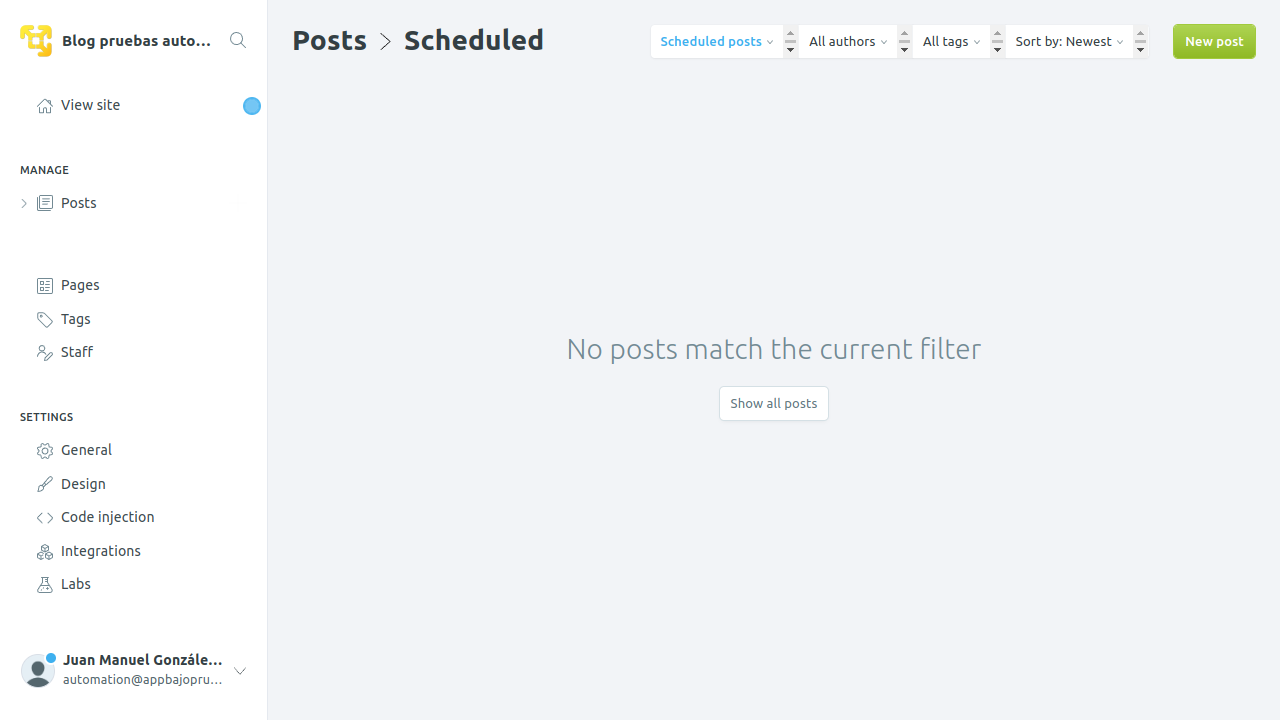 Blog pruebas auto…
View site
MANAGE
Posts
Pages
Tags
Staff
SETTINGS
General
Design
Code injection
Integrations
Labs
Juan Manuel Gonzále…
automation@appbajopru…
Posts > Scheduled
Scheduled posts
All authors
All tags
Sort by: Newest
New post
No posts match the current filter
Show all posts